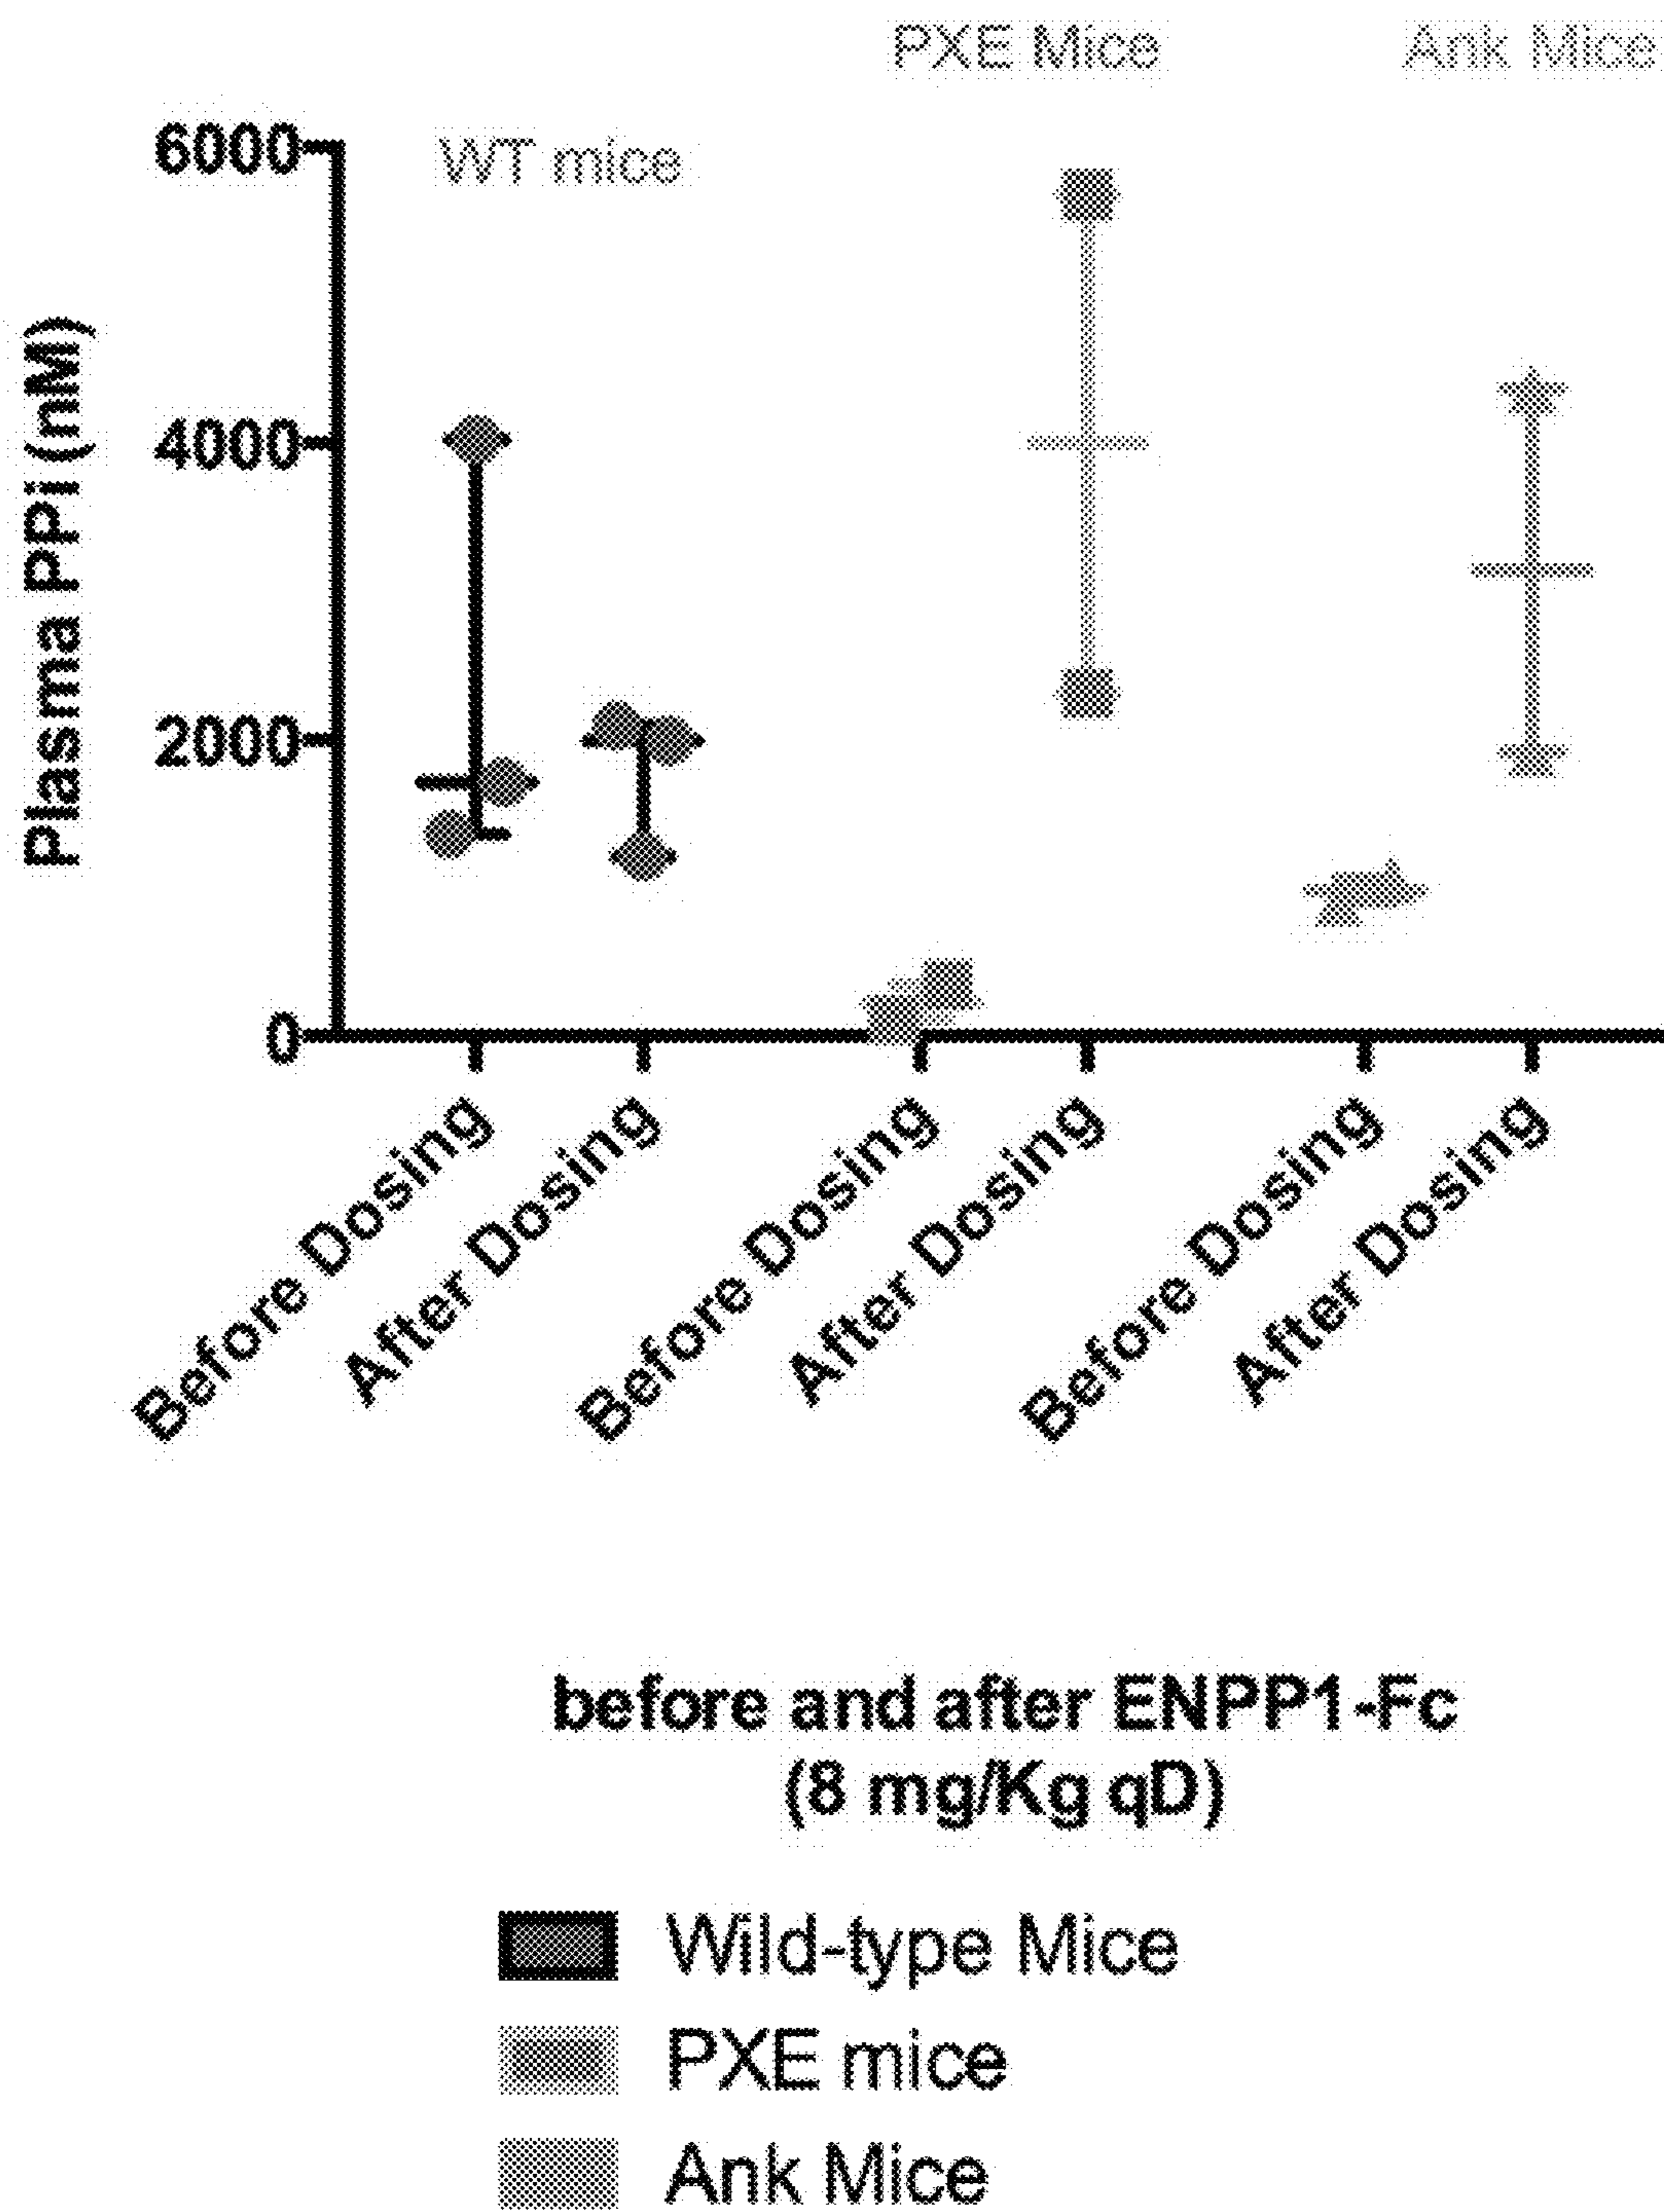 PXE Mice
Ank Mice
WT mice
Plasma PPi (nM)
6000
4000
2000
0
Before Dosing
After Dosing
Before Dosing
After Dosing
Before Dosing
After Dosing
before and after ENPP1-Fc
(8 mg/Kg qD)
Wild-type Mice
PXE mice
Ank Mice